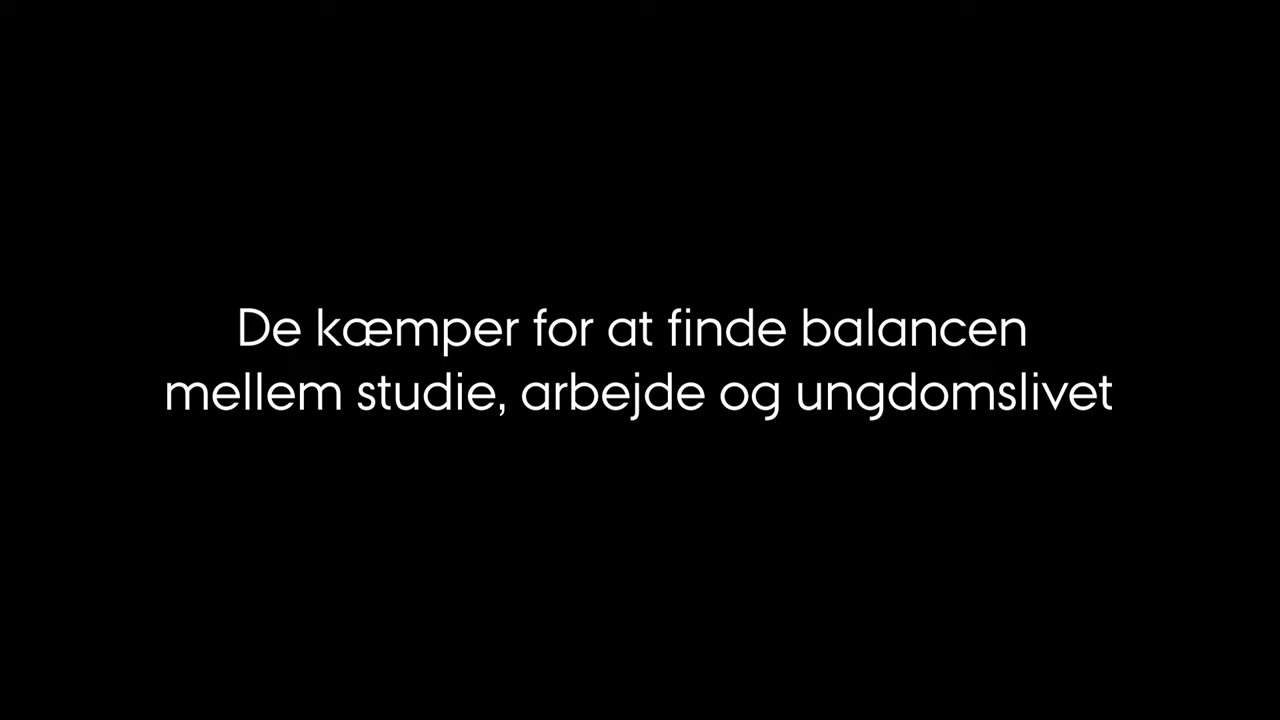 De kæmper for at finde balancen
mellem studie, arbejde og ungdomslivet